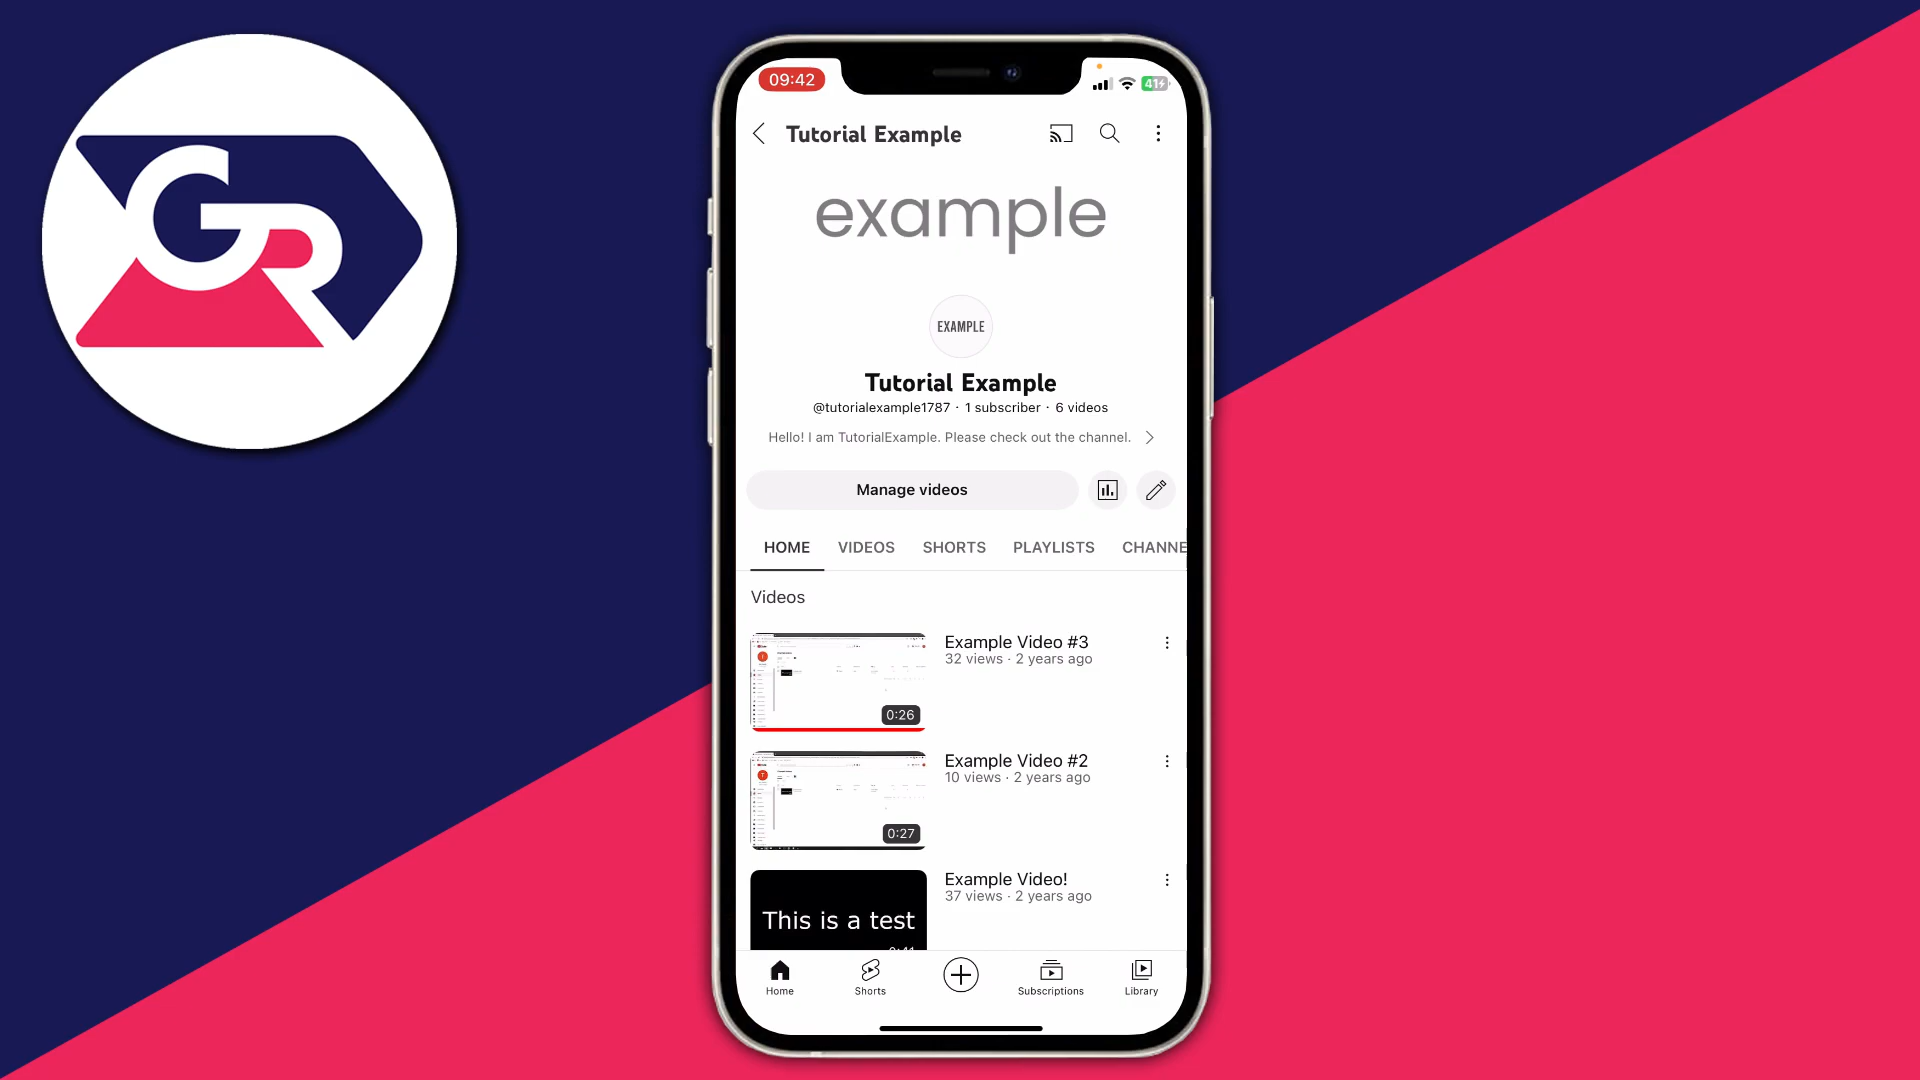 GR
09:42
41
Tutorial Example
example
EXAMPLE
Tutorial Example
@tutorialexample1787 · 1 subscriber · 6 videos
Hello! I am TutorialExample. Please check out the channel.
Manage videos
HOME VIDEOS SHORTS PLAYLISTS CHANNE
Videos
Example Video #3
32 views · 2 years ago
0:26
Example Video #2
10 views · 2 years ago
0:27
Example Video!
37 views · 2 years ago
This is a test
Home Shorts Subscriptions Library